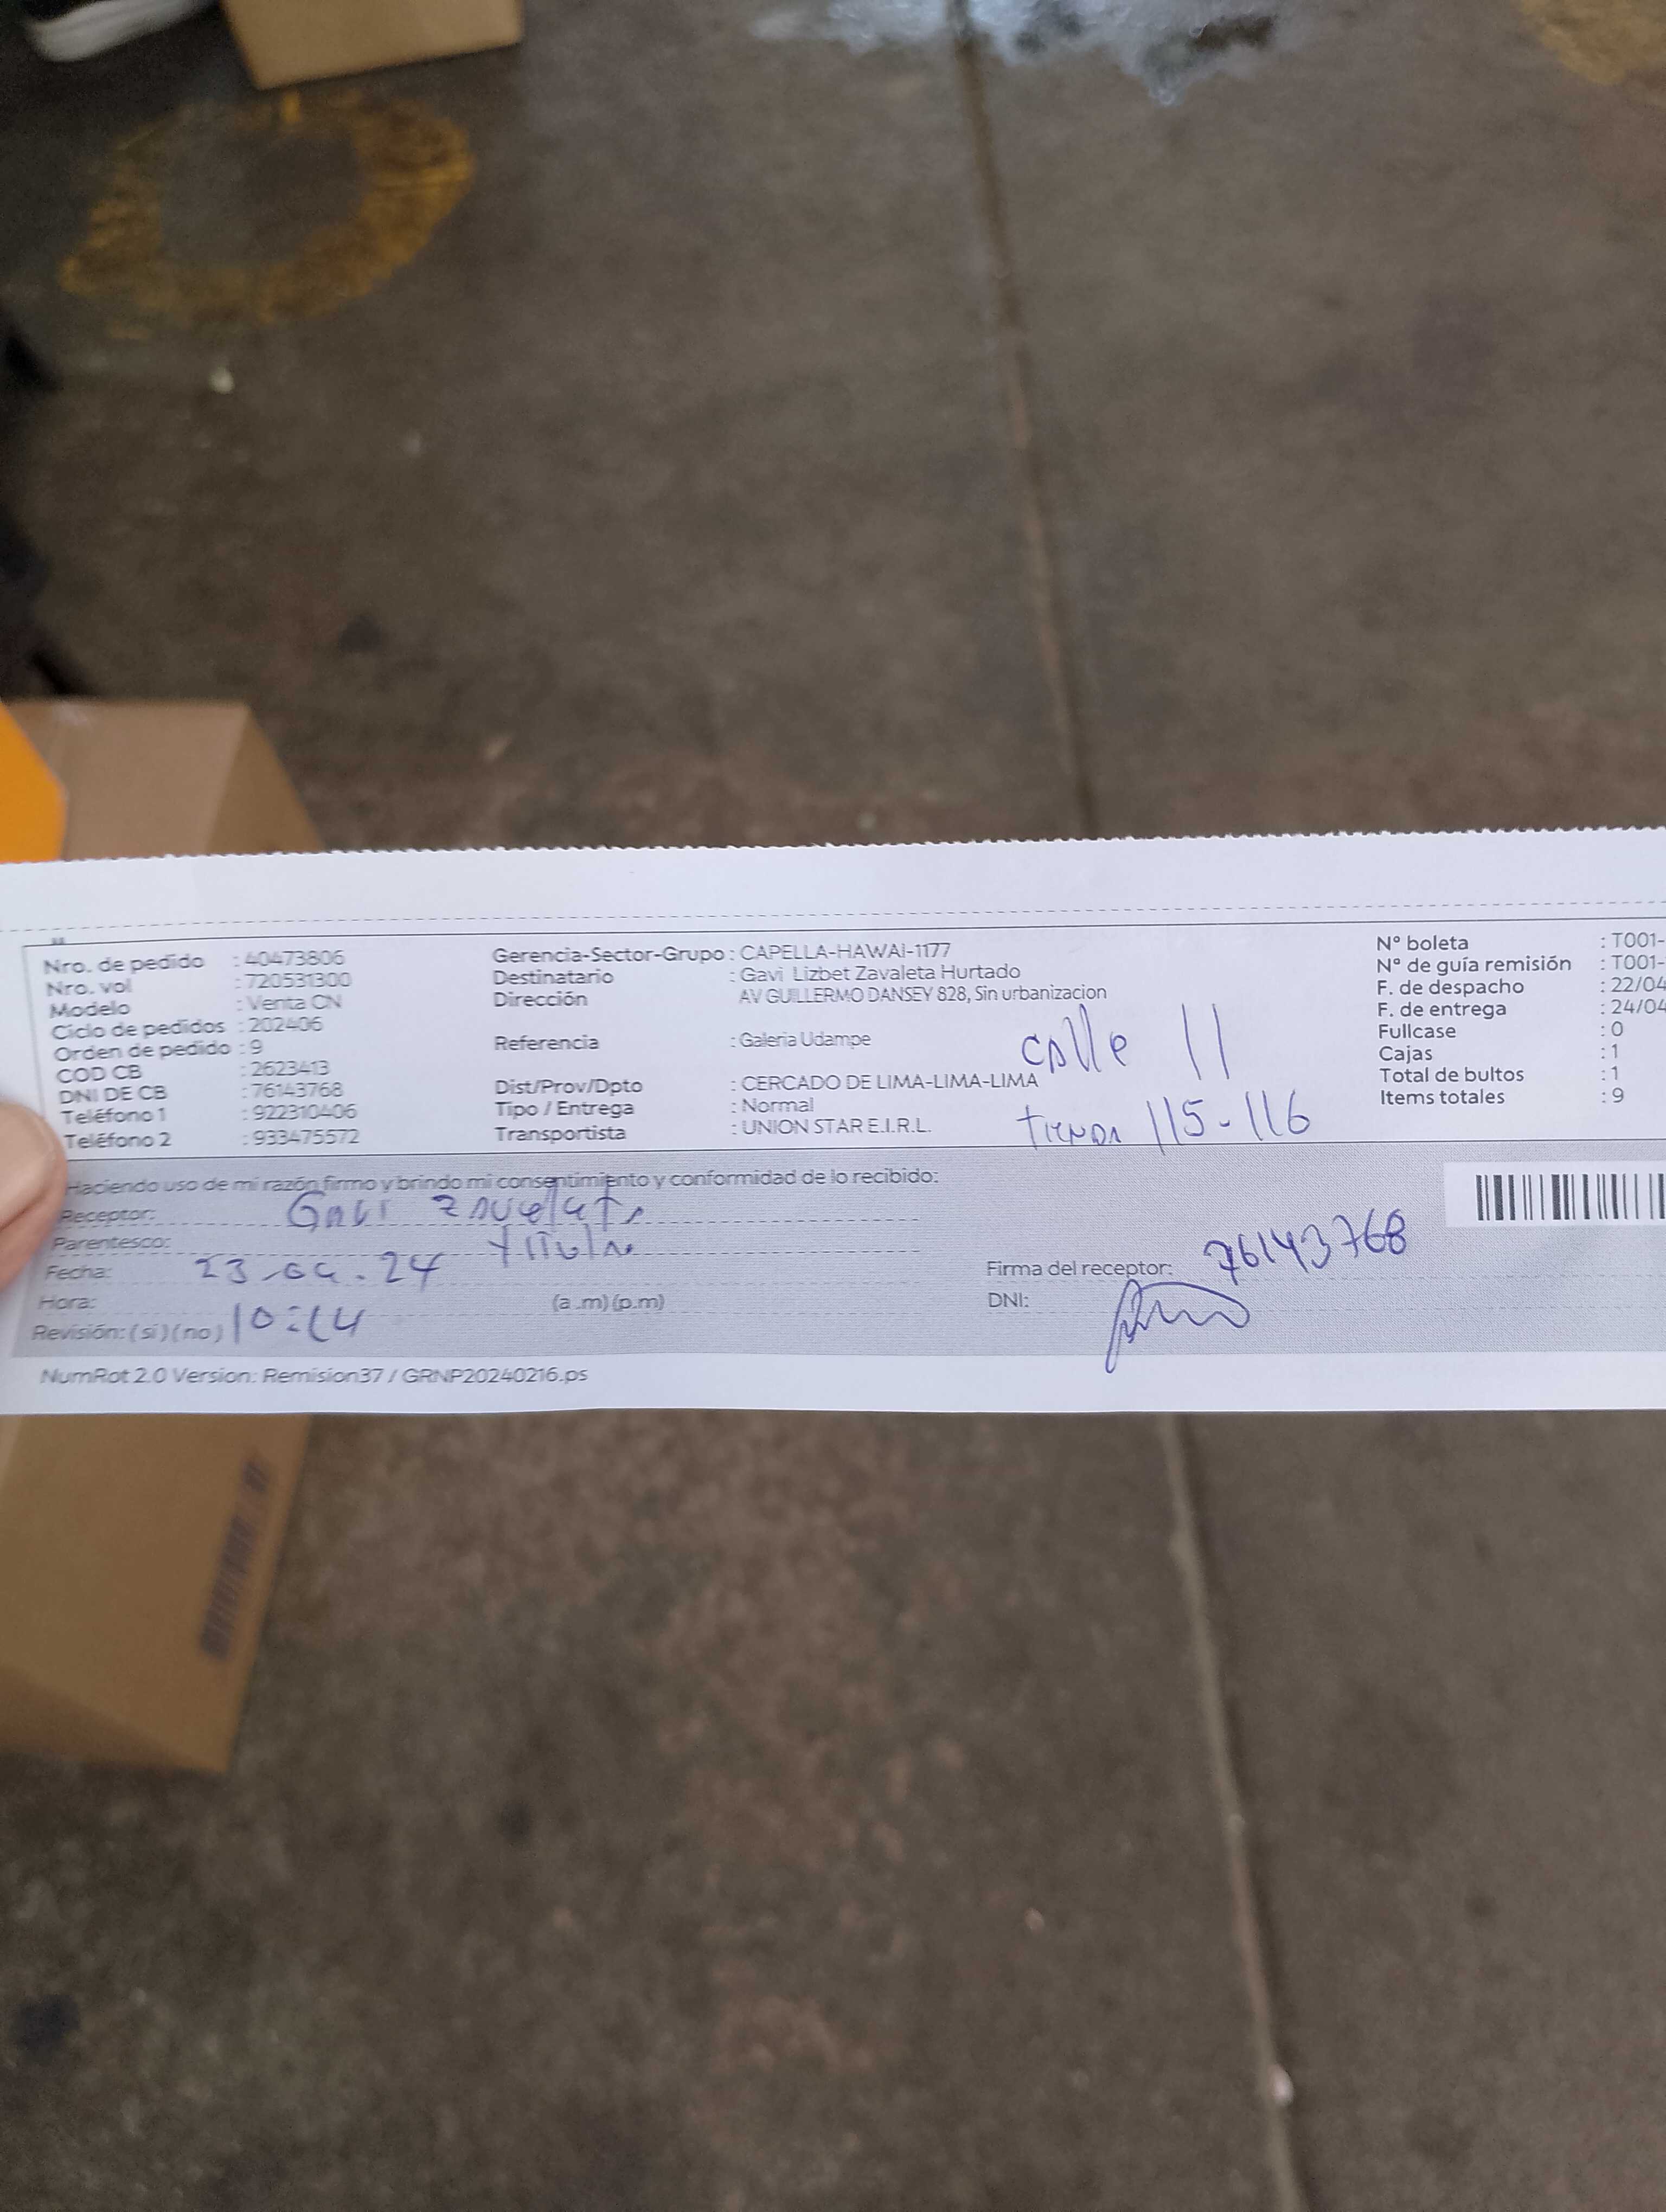 Nro. de pedido : 40473806
Nro. vol : 720531300
Modelo : Venta CN
Ciclo de pedidos : 202406
Orden de pedido : 9
COD CB : 2623413
DNI DE CB : 76143768
Teléfono 1 : 922310406
Teléfono 2 : 933475572
Gerencia-Sector-Grupo : CAPELLA-HAWAI-1177
Destinatario : Gavi Lizbet Zavaleta Hurtado
Dirección AV GUILLERMO DANSEY 828, Sin urbanizacion
Referencia : Galeria Udampe
calle 11
Dist/Prov/Dpto : CERCADO DE LIMA-LIMA-LIMA
Tipo / Entrega : Normal
Transportista : UNION STAR E.I.R.L.
tienda 115-116
Nº boleta : T001-
Nº de guía remisión : T001-
F. de despacho : 22/04
F. de entrega : 24/04
Fullcase : 0
Cajas : 1
Total de bultos : 1
Items totales : 9
Haciendo uso de mi razón firmo y brindo mi consentimiento y conformidad de lo recibido:
Receptor: Gavi Zavaleta
Parentesco: titular
Fecha: 23-04-24
Hora: (a.m) (p.m)
Revisión: (si) (no) 10:14
Firma del receptor: 76143768
DNI:
NumRot 2.0 Version: Remision37 / GRNP20240216.ps